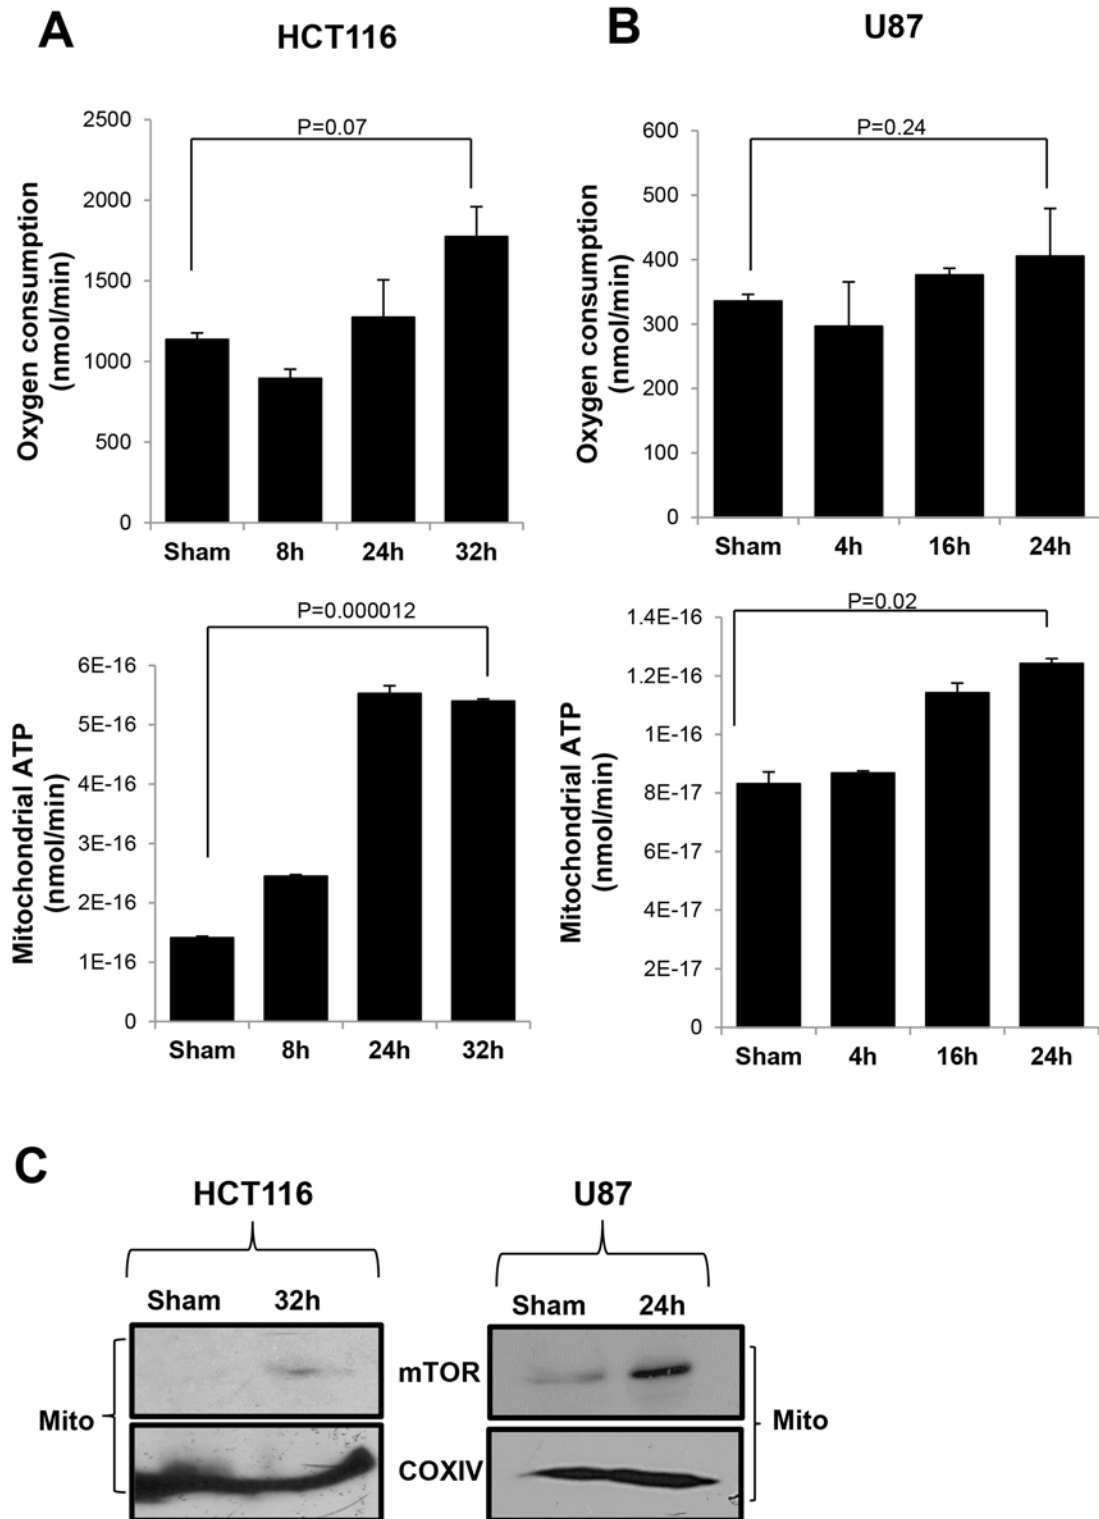 A
HCT116
Oxygen consumption
(nmol/min)
2500
2000
1500
1000
500
0
P=0.07
Sham 8h 24h 32h
Mitochondrial ATP
(nmol/min)
6E-16
5E-16
4E-16
3E-16
2E-16
1E-16
0
P=0.000012
Sham 8h 24h 32h
B
U87
Oxygen consumption
(nmol/min)
600
500
400
300
200
100
0
P=0.24
Sham 4h 16h 24h
Mitochondrial ATP
(nmol/min)
1.4E-16
1.2E-16
1E-16
8E-17
6E-17
4E-17
2E-17
0
P=0.02
Sham 4h 16h 24h
C
HCT116 U87
Sham 32h Sham 24h
mTOR
Mito Mito
COXIV